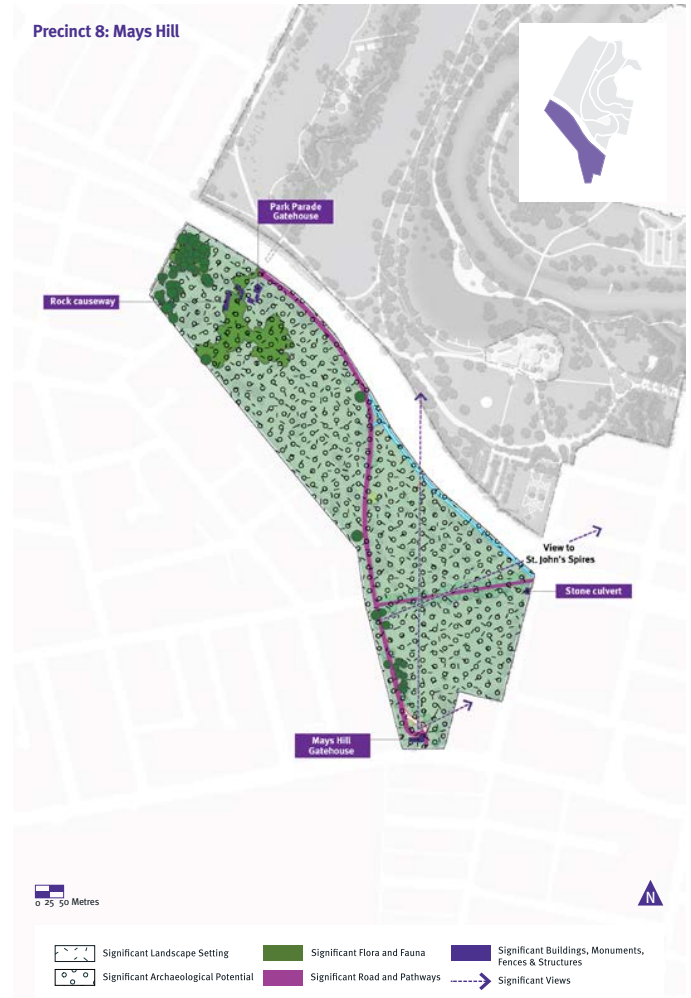 Precinct 8: Mays Hill
Park Parade
Gatehouse
Rock causeway
View to
St. John's Spires
Stone culvert
Mays Hill
Gatehouse
0 25 50 Metres
N
Significant Landscape Setting
Significant Flora and Fauna
Significant Buildings, Monuments,
Fences & Structures
Significant Archaeological Potential
Significant Road and Pathways
Significant Views